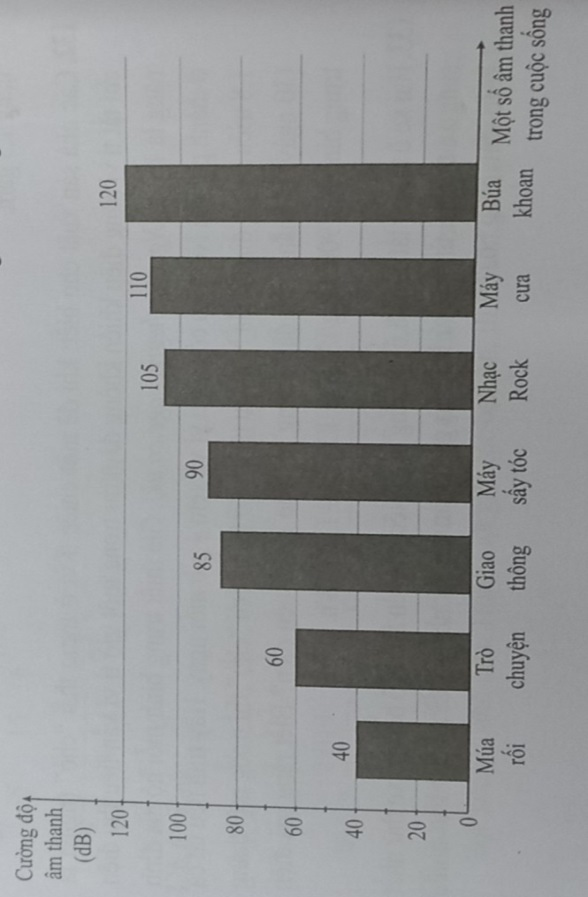 Cường độ
âm thanh
(dB)
120
100
80
60
40
20
0
40
60
85
90
105
110
120
Múa
rối
Trò
chuyện
Giao
thông
Máy
sấy tóc
Nhạc
Rock
Máy
cưa
Búa
khoan
Một số âm thanh
trong cuộc sống